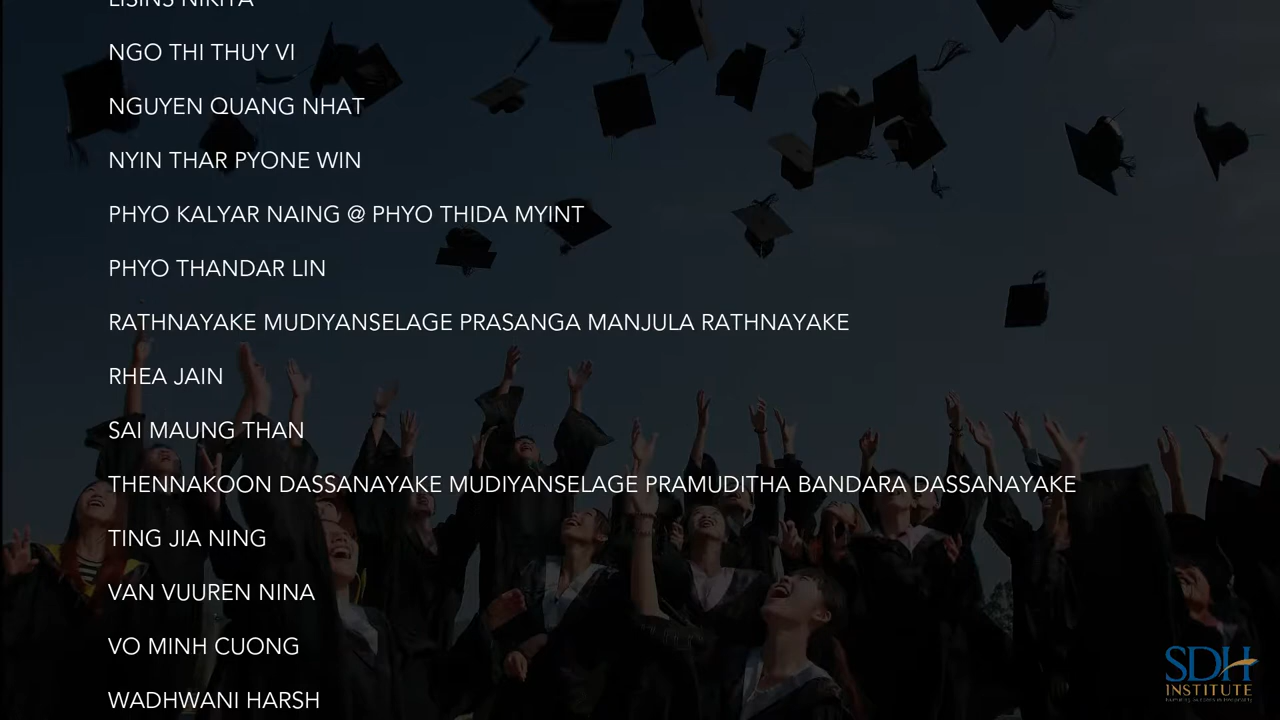 LISINS NIKITA
NGO THI THUY VI
NGUYEN QUANG NHAT
NYIN THAR PYONE WIN
PHYO KALYAR NAING @ PHYO THIDA MYINT
PHYO THANDAR LIN
RATHNAYAKE MUDIYANSELAGE PRASANGA MANJULA RATHNAYAKE
RHEA JAIN
SAI MAUNG THAN
THENNAKOON DASSANAYAKE MUDIYANSELAGE PRAMUDITHA BANDARA DASSANAYAKE
TING JIA NING
VAN VUUREN NINA
VO MINH CUONG
WADHWANI HARSH
SDH
INSTITUTE